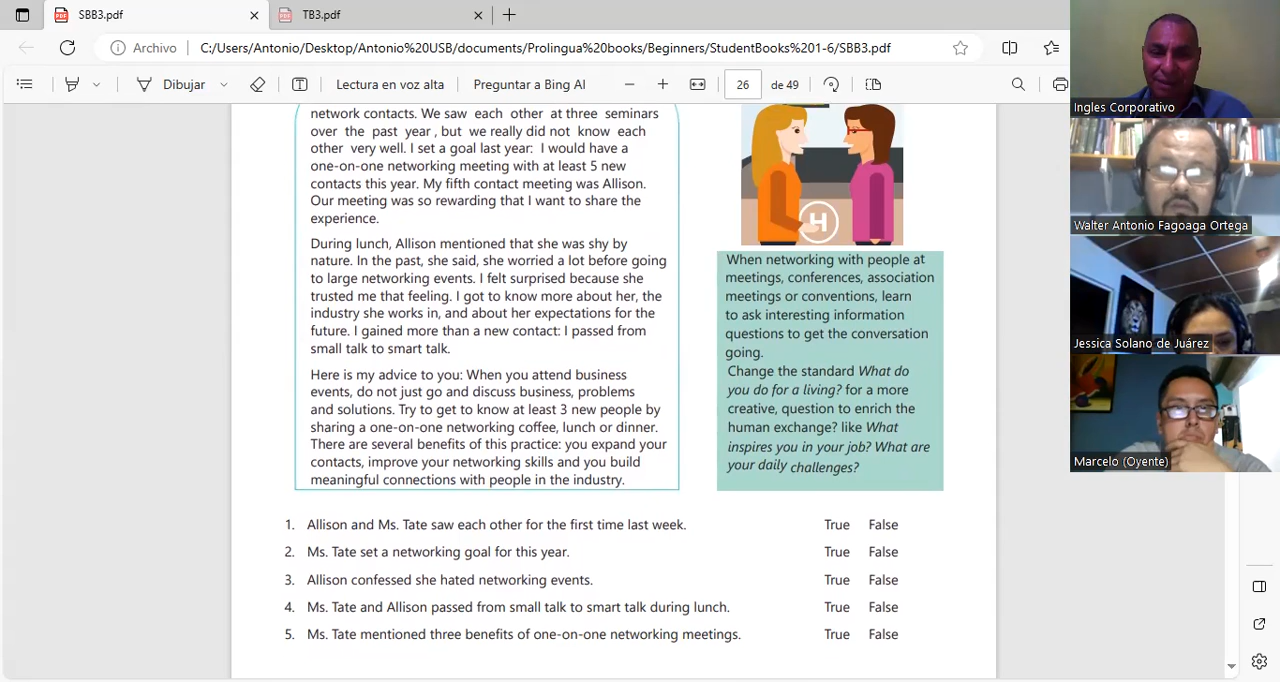 SBB3.pdf
TB3.pdf
Archivo
C:/Users/Antonio/Desktop/Antonio%20USB/documents/Prolingua%20books/Beginners/StudentBooks%201-6/SBB3.pdf
Dibujar
Lectura en voz alta
Preguntar a Bing AI
26
de 49
network contacts. We saw each other at three seminars
over the past year , but we really did not know each
other very well. I set a goal last year: I would have a
one-on-one networking meeting with at least 5 new
contacts this year. My fifth contact meeting was Allison.
Our meeting was so rewarding that I want to share the
experience.
During lunch, Allison mentioned that she was shy by
nature. In the past, she said, she worried a lot before going
to large networking events. I felt surprised because she
trusted me that feeling. I got to know more about her, the
industry she works in, and about her expectations for the
future. I gained more than a new contact: I passed from
small talk to smart talk.
Here is my advice to you: When you attend business
events, do not just go and discuss business, problems
and solutions. Try to get to know at least 3 new people by
sharing a one-on-one networking coffee, lunch or dinner.
There are several benefits of this practice: you expand your
contacts, improve your networking skills and you build
meaningful connections with people in the industry.
H
When networking with people at
meetings, conferences, association
meetings or conventions, learn
to ask interesting information
questions to get the conversation
going.
Change the standard What do
you do for a living? for a more
creative, question to enrich the
human exchange? like What
inspires you in your job? What are
your daily challenges?
1. Allison and Ms. Tate saw each other for the first time last week. True False
2. Ms. Tate set a networking goal for this year. True False
3. Allison confessed she hated networking events. True False
4. Ms. Tate and Allison passed from small talk to smart talk during lunch. True False
5. Ms. Tate mentioned three benefits of one-on-one networking meetings. True False
Ingles Corporativo
Walter Antonio Fagoaga Ortega
Jessica Solano de Juárez
Marcelo (Oyente)